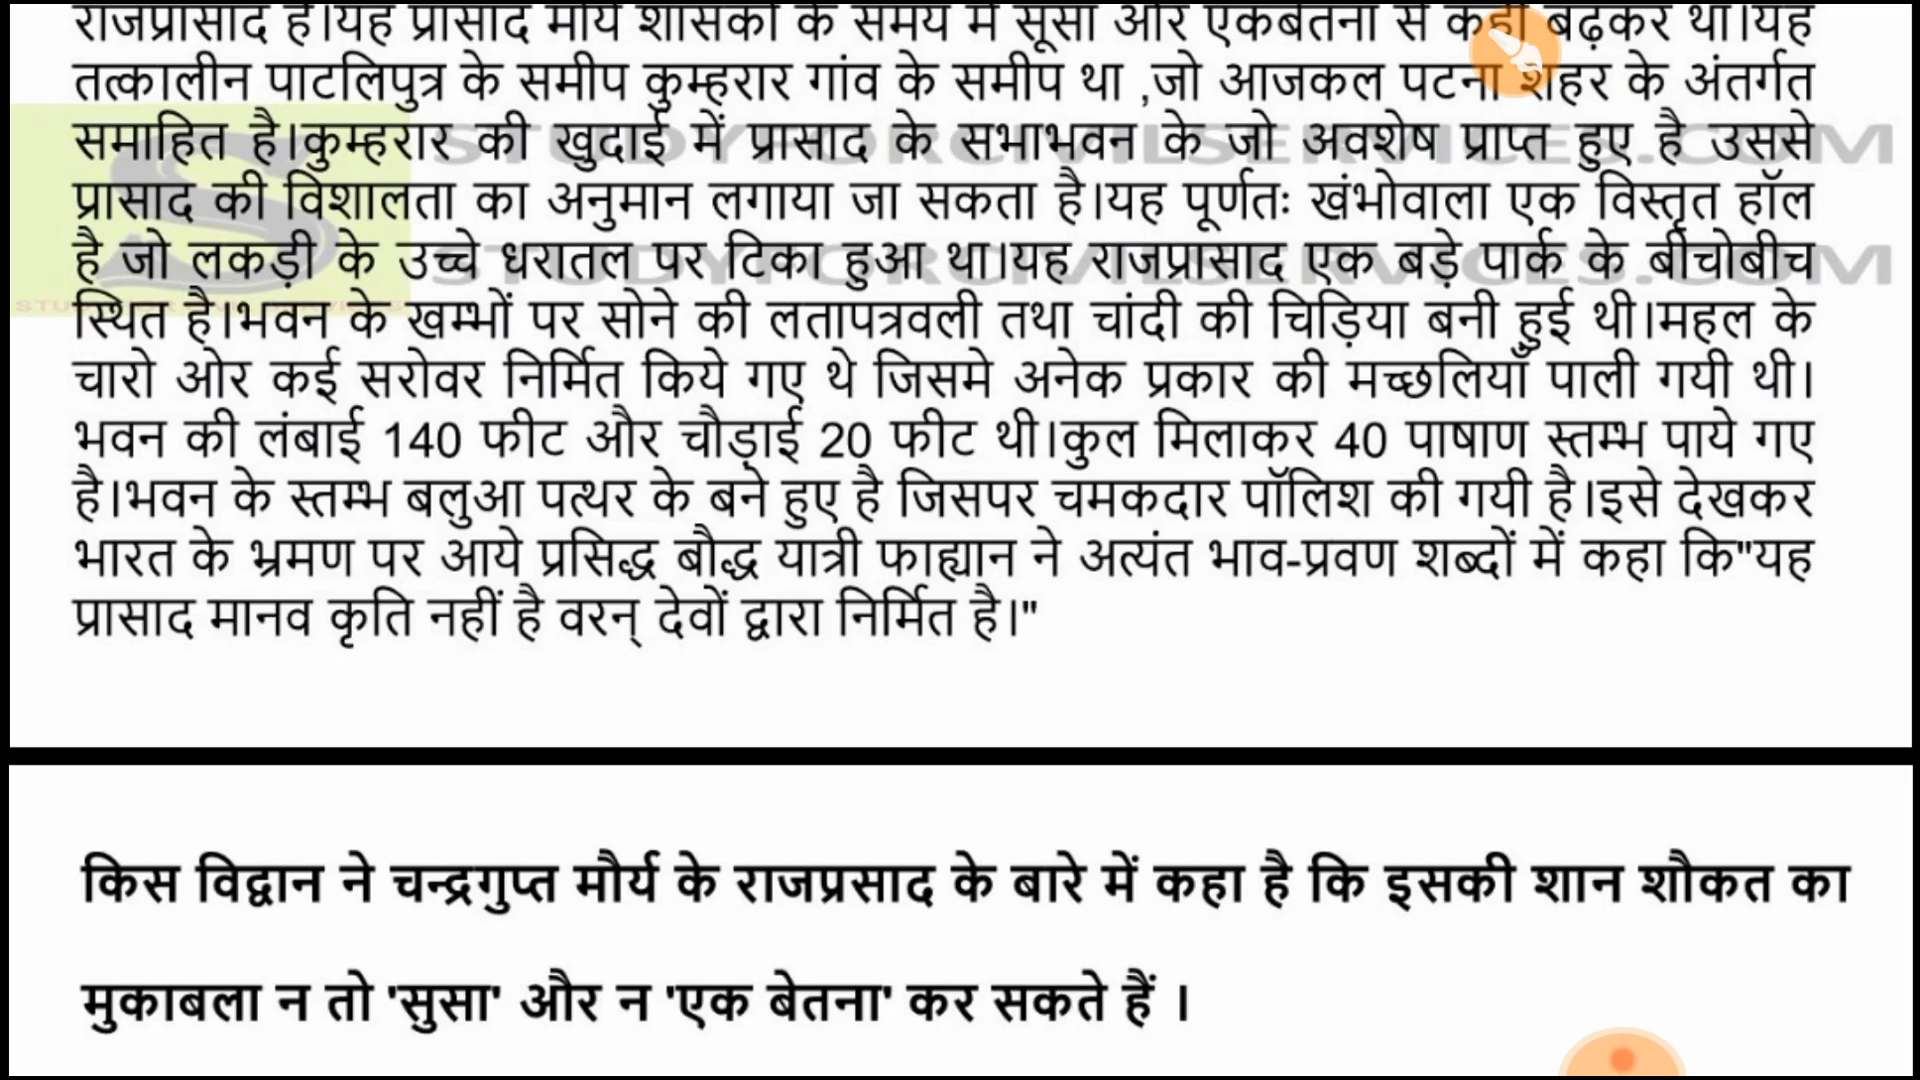 राजप्रासाद है।यह प्रासाद मौर्य शासकों के समय में सूसा और एकबतना से कहीं बढ़कर था।यह
तत्कालीन पाटलिपुत्र के समीप कुम्हरार गांव के समीप था ,जो आजकल पटना शहर के अंतर्गत
समाहित है।कुम्हरार की खुदाई में प्रासाद के सभाभवन के जो अवशेष प्राप्त हुए है उससे
प्रासाद की विशालता का अनुमान लगाया जा सकता है।यह पूर्णतः खंभोवाला एक विस्तृत हॉल
है जो लकड़ी के उच्चे धरातल पर टिका हुआ था।यह राजप्रासाद एक बड़े पार्क के बीचोबीच
स्थित है।भवन के खम्भों पर सोने की लतापत्रवली तथा चांदी की चिड़िया बनी हुई थी।महल के
चारो ओर कई सरोवर निर्मित किये गए थे जिसमे अनेक प्रकार की मच्छलियाँ पाली गयी थी।
भवन की लंबाई 140 फीट और चौड़ाई 20 फीट थी।कुल मिलाकर 40 पाषाण स्तम्भ पाये गए
है।भवन के स्तम्भ बलुआ पत्थर के बने हुए है जिसपर चमकदार पॉलिश की गयी है।इसे देखकर
भारत के भ्रमण पर आये प्रसिद्ध बौद्ध यात्री फाह्यान ने अत्यंत भाव-प्रवण शब्दों में कहा कि"यह
प्रासाद मानव कृति नहीं है वरन् देवों द्वारा निर्मित है।"
किस विद्वान ने चन्द्रगुप्त मौर्य के राजप्रसाद के बारे में कहा है कि इसकी शान शौकत का
मुकाबला न तो 'सुसा' और न 'एक बेतना' कर सकते हैं ।